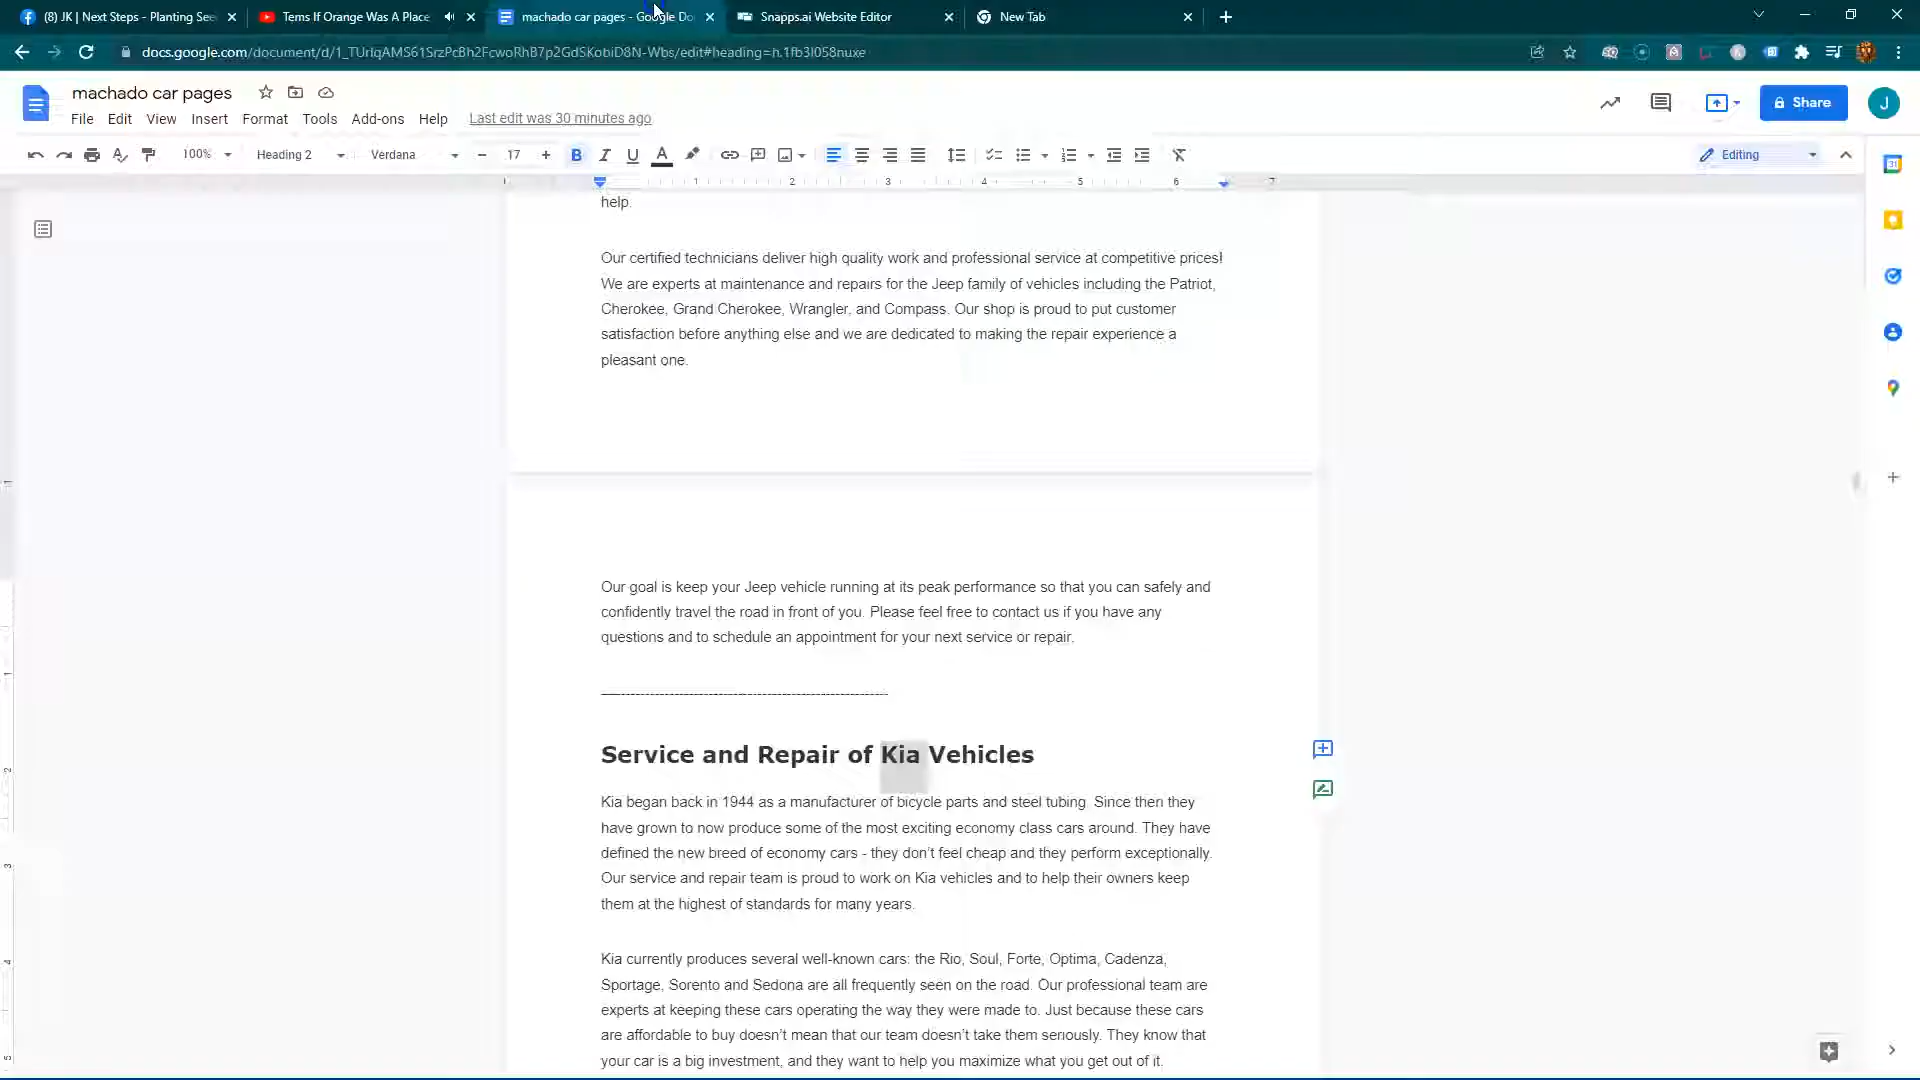 (8) JK | Next Steps - Planting See
Tems If Orange Was A Place
machado car pages - Google Do
Snapps.ai Website Editor
New Tab
docs.google.com/document/d/1_TUrIqAMS61SrzPcBh2FcwoRhB7p2GdSKobiD8N-Wbs/edit#heading=h.1fb3l058nuxe
machado car pages
File Edit View Insert Format Tools Add-ons Help Last edit was 30 minutes ago
Share
J
100% Heading 2 Verdana 17 Editing
1 2 3 4 5 6 7
help.
Our certified technicians deliver high quality work and professional service at competitive prices!
We are experts at maintenance and repairs for the Jeep family of vehicles including the Patriot,
Cherokee, Grand Cherokee, Wrangler, and Compass. Our shop is proud to put customer
satisfaction before anything else and we are dedicated to making the repair experience a
pleasant one.
Our goal is keep your Jeep vehicle running at its peak performance so that you can safely and
confidently travel the road in front of you. Please feel free to contact us if you have any
questions and to schedule an appointment for your next service or repair.
Service and Repair of Kia Vehicles
Kia began back in 1944 as a manufacturer of bicycle parts and steel tubing. Since then they
have grown to now produce some of the most exciting economy class cars around. They have
defined the new breed of economy cars - they don't feel cheap and they perform exceptionally.
Our service and repair team is proud to work on Kia vehicles and to help their owners keep
them at the highest of standards for many years.
Kia currently produces several well-known cars: the Rio, Soul, Forte, Optima, Cadenza,
Sportage, Sorento and Sedona are all frequently seen on the road. Our professional team are
experts at keeping these cars operating the way they were made to. Just because these cars
are affordable to buy doesn't mean that our team doesn't take them seriously. They know that
your car is a big investment, and they want to help you maximize what you get out of it.